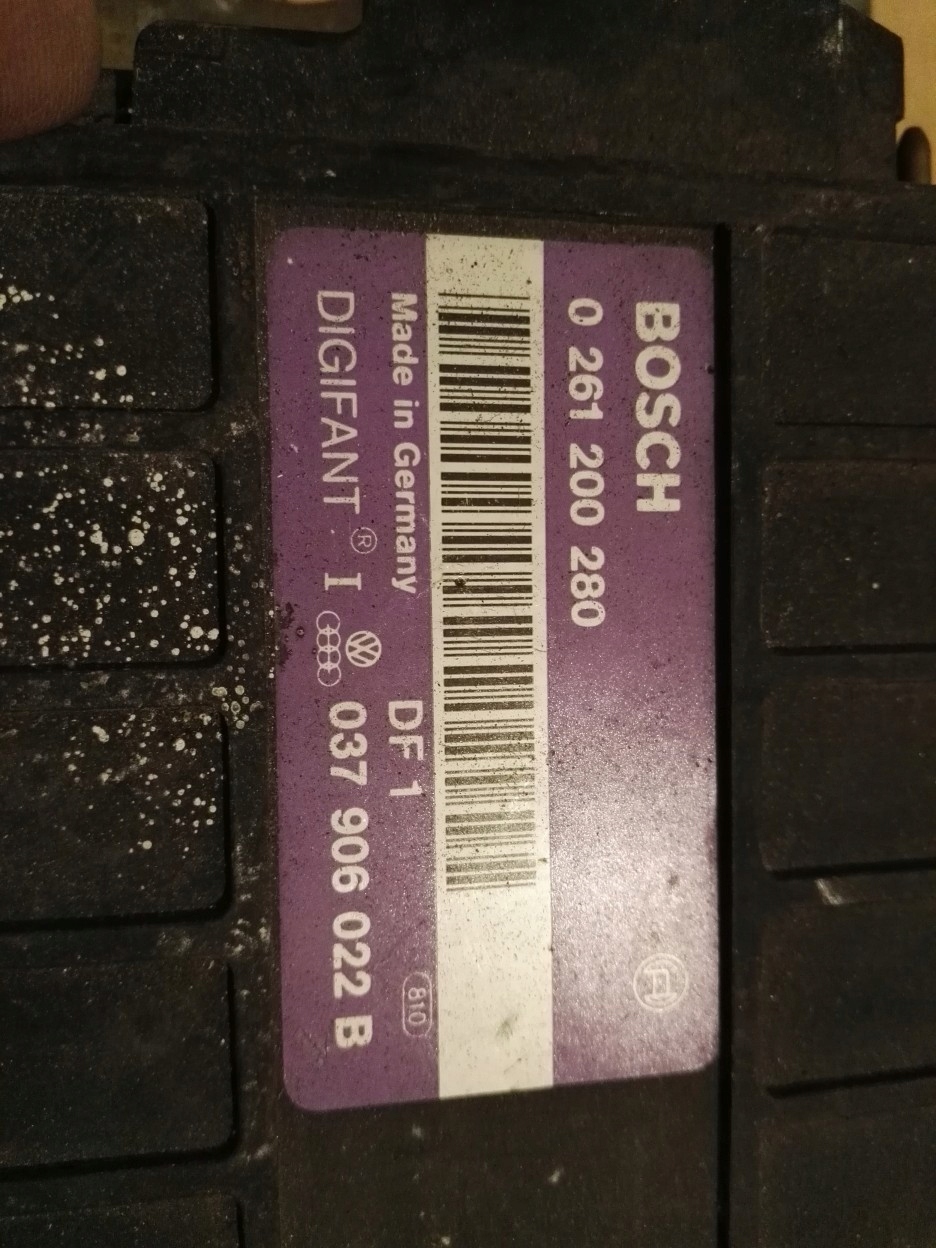 BOSCH
0 261 200 280
Made in Germany
DF 1
810
DIGIFANT ® I
037 906 022 B